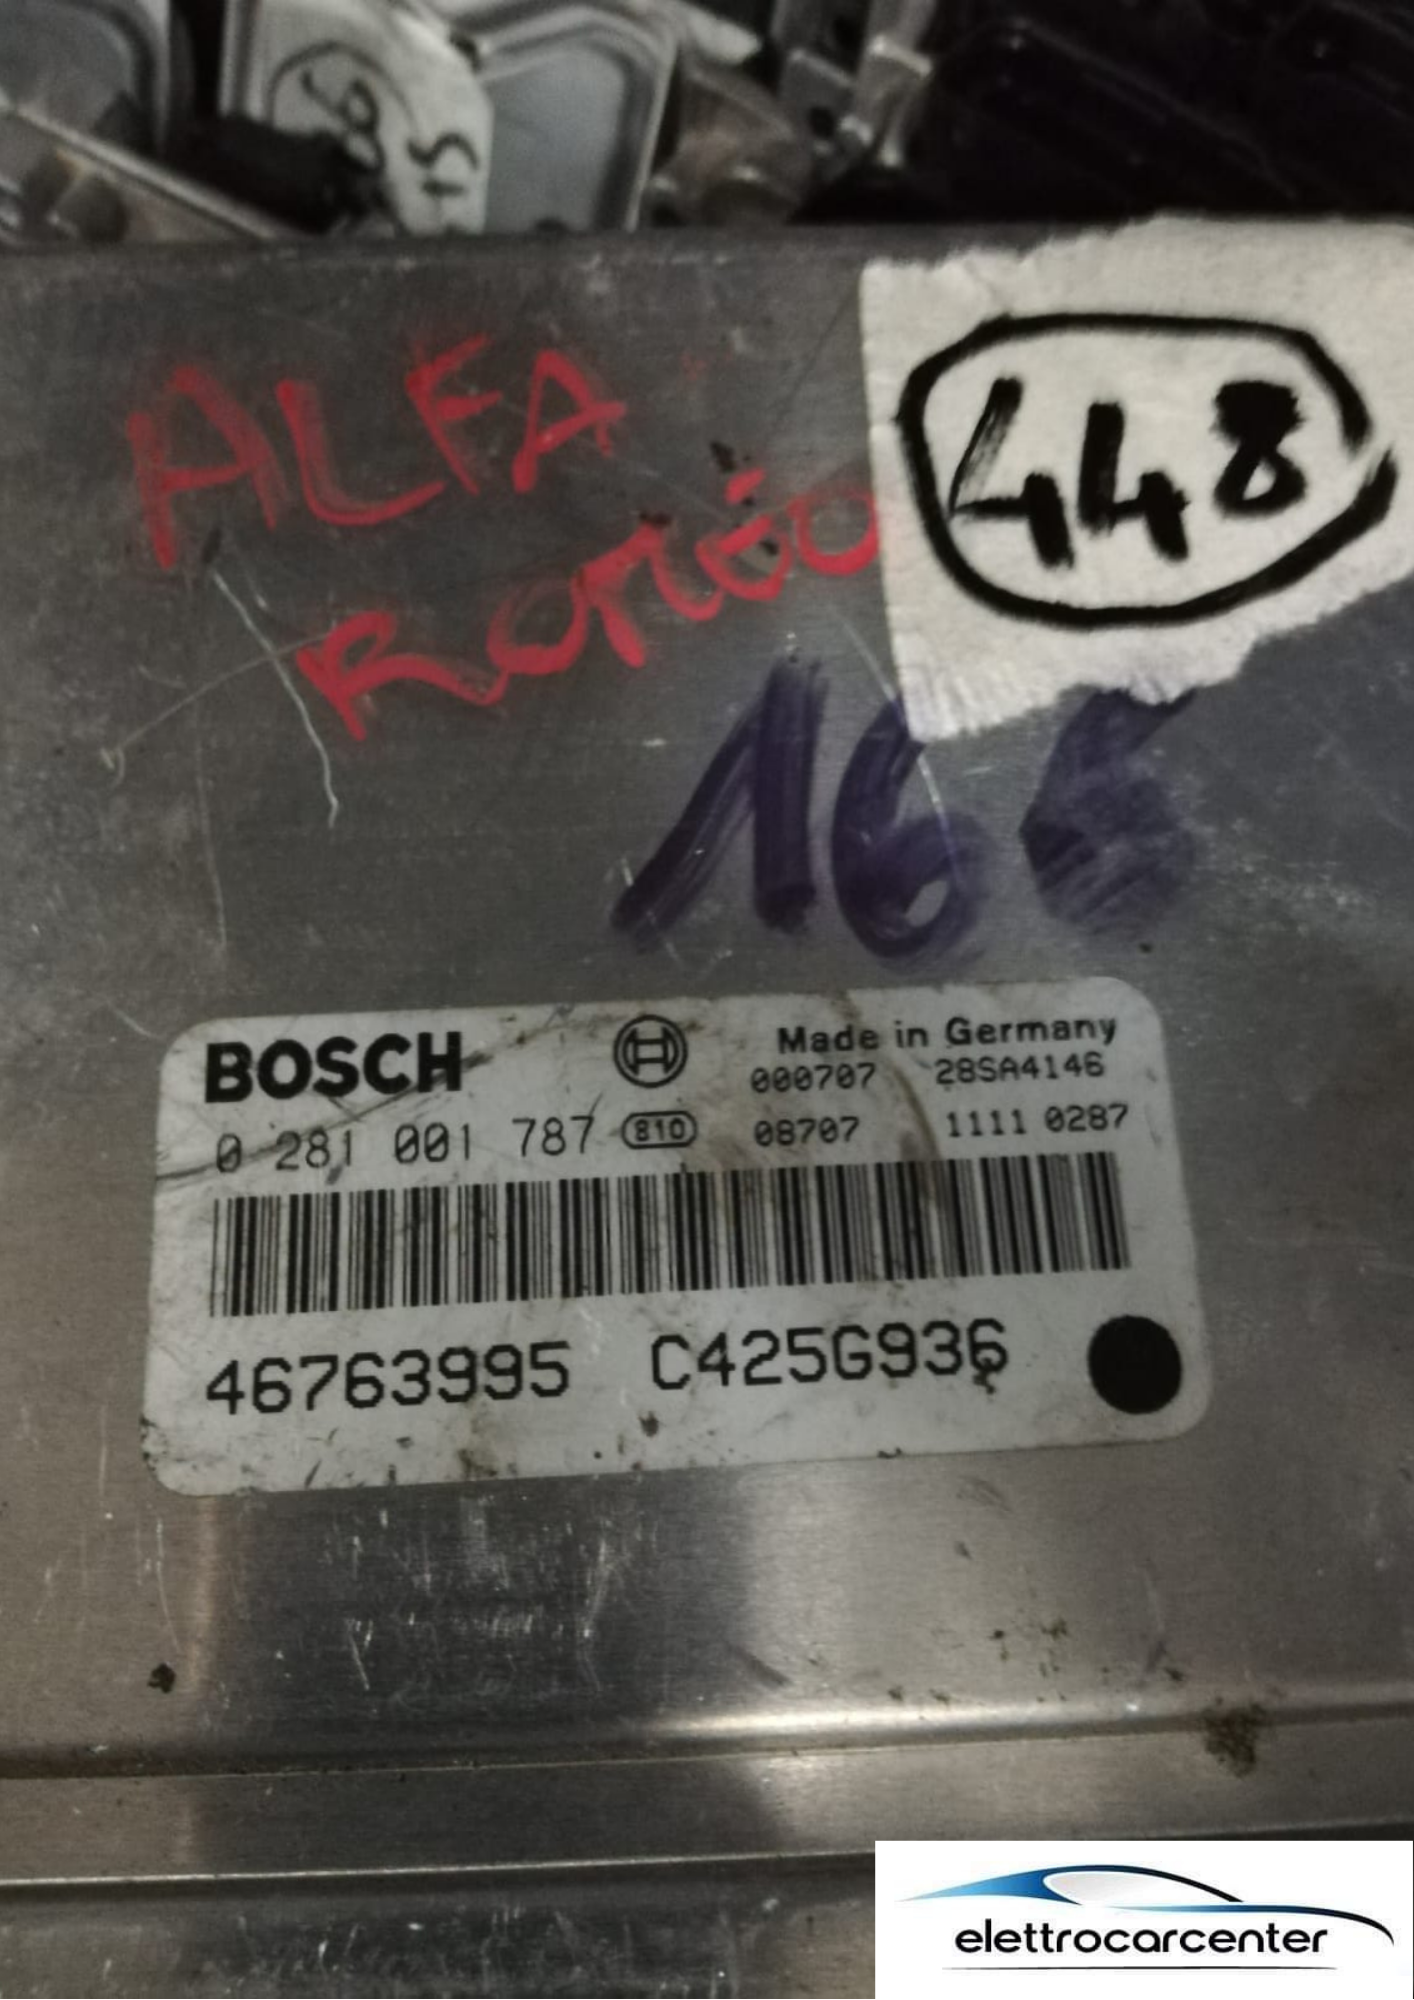 ALFA
ROMéO
448
166
BOSCH
Made in Germany
000707 28SA4146
0 281 001 787 810 08707 1111 0287
46763995 C425G936
elettrocarcenter